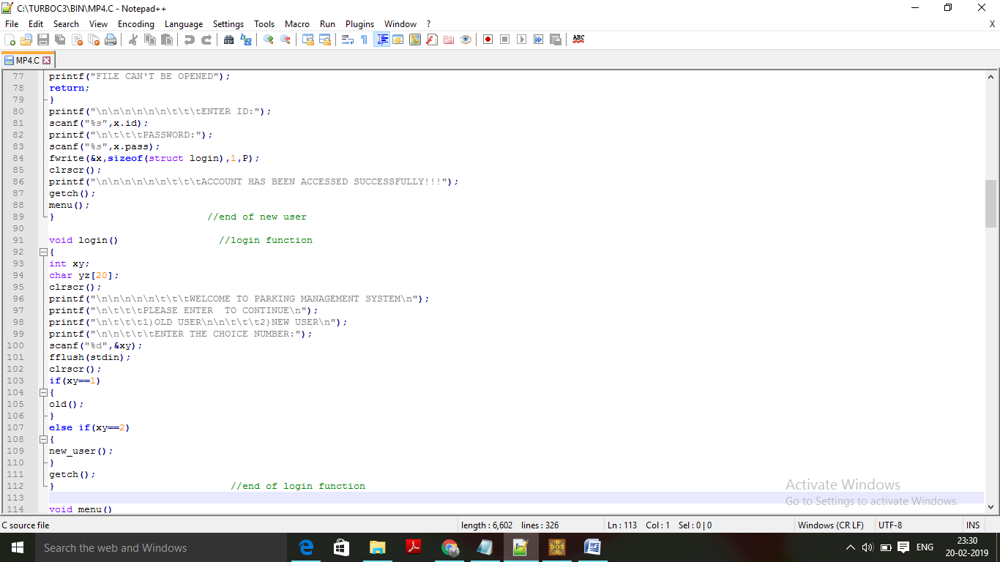 C:\TURBOC3\BIN\MP4.C - Notepad++
File Edit Search View Encoding Language Settings Tools Macro Run Plugins Window ? X
ABC
MP4.C
77 printf("FILE CAN'T BE OPENED");
78 return;
79 }
80 printf("\n\n\n\n\n\n\t\t\tENTER ID:");
81 scanf("%s",x.id);
82 printf("\n\t\t\tPASSWORD:");
83 scanf("%s",x.pass);
84 fwrite(&x,sizeof(struct login),1,P);
85 clrscr();
86 printf("\n\n\n\n\n\n\t\t\tACCOUNT HAS BEEN ACCESSED SUCCESSFULLY!!!");
87 getch();
88 menu();
89 } //end of new user
90
91 void login() //login function
92 {
93 int xy;
94 char yz[20];
95 clrscr();
96 printf("\n\n\n\n\n\t\t\tWELCOME TO PARKING MANAGEMENT SYSTEM\n");
97 printf("\n\t\t\tPLEASE ENTER  TO CONTINUE\n");
98 printf("\n\t\t\t1)OLD USER\n\n\t\t\t2)NEW USER\n");
99 printf("\n\n\t\t\tENTER THE CHOICE NUMBER:");
100 scanf("%d",&xy);
101 fflush(stdin);
102 clrscr();
103 if(xy==1)
104 {
105 old();
106 }
107 else if(xy==2)
108 {
109 new_user();
110 }
111 getch();
112 } //end of login function
113
114 void menu()
Activate Windows
Go to Settings to activate Windows.
C source file length : 6,602 lines : 326 Ln : 113 Col : 1 Sel : 0 | 0 Windows (CR LF) UTF-8 INS
Search the web and Windows
ENG
23:30
20-02-2019